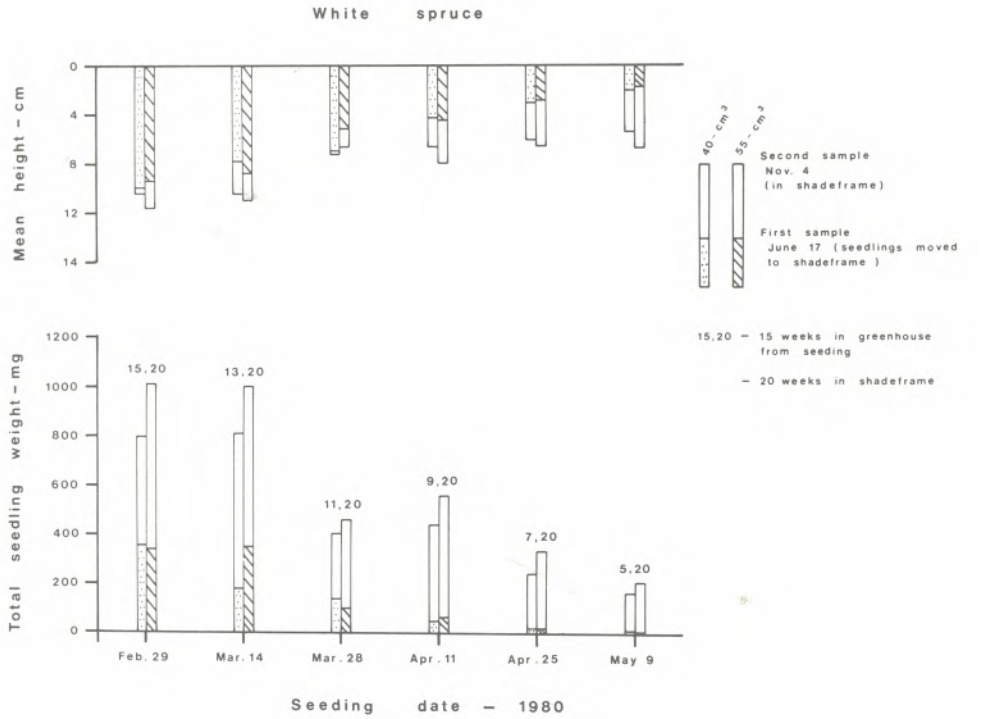 White spruce
Mean height – cm
0
4
8
12
14
40-cm³
55-cm³
Second sample
Nov. 4
(in shadeframe)
First sample
June 17 (seedlings moved
to shadeframe)
15,20 – 15 weeks in greenhouse
from seeding
– 20 weeks in shadeframe
Total seedling weight – mg
1200
1000
800
600
400
200
0
15,20
13,20
11,20
9,20
7,20
5,20
Feb. 29
Mar. 14
Mar. 28
Apr. 11
Apr. 25
May 9
Seeding date – 1980